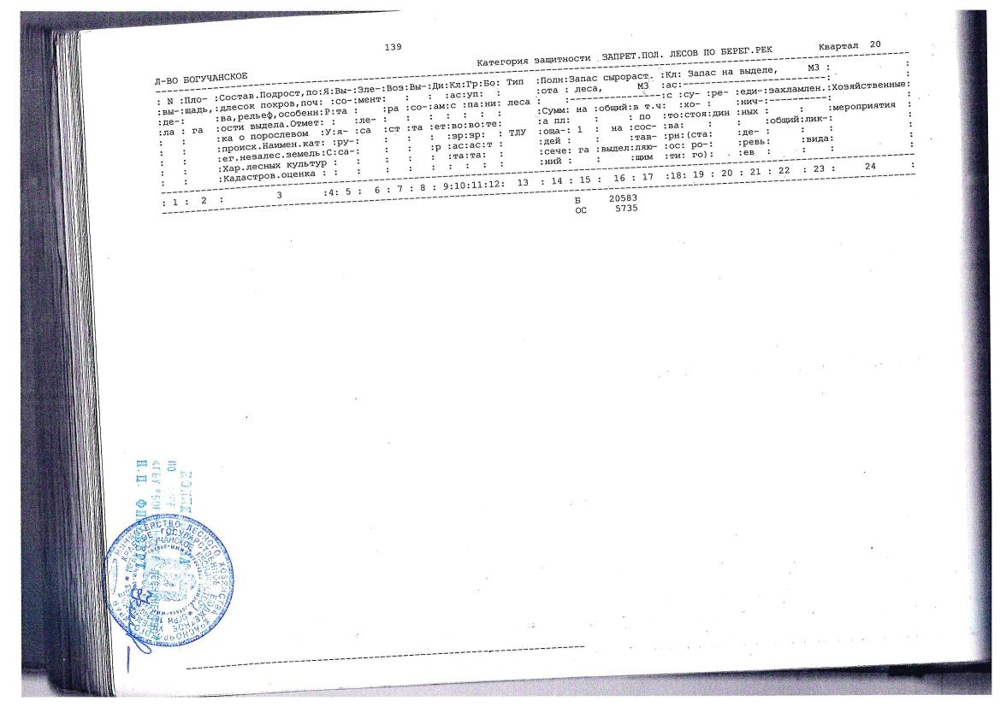 139
Категория защитности ЗАПРЕТ.ПОЛ. ЛЕСОВ ПО БЕРЕГ.РЕК Квартал 20
Л-ВО БОГУЧАНСКОЕ
: N :Пло- :Состав.Подрост,по:Я:Вы-:Эле-:Воз:Вы-:Ди:Кл:Гр:Бо: Тип :Полн:Запас сырораст. :Кл: Запас на выделе, М3 : :
:вы-:щадь,:длесок покров,поч: :со-:мент: : : :ас:уп: : :ота : леса, М3 :ас:---------------------: :
:де-: :ва,рельеф,особенн:Р:та : :ра :со-:ам:с :па:ни: леса : :----------------:с :су- :ре- :еди-:захламлен.:Хозяйственные:
:ла : га :ости выдела.Отмет: : :ле- : : : : : : : :Сумм: на :общий:в т.ч: :хо- : :нич-:----------: :
: : :ка о порослевом :У:я- :са :ст :та :ет:во:во:те: :а пл: : : по :то:стоя:дин :ных : : :мероприятия :
: : :происх.Наимен.кат: :ру-: : : : :зр:зр: : ТЛУ :оща-: 1 : на :сос- :ва: : : :общий:лик-: :
: : :ег.незалес.земель:С:са-: : : :р :ас:ас:т : :дей : : :тав- :рн:(ста: :де- : : : :
: : :Хар.лесных культур : : : : : : :та:та: : :сече: га :выдел:ляю- :ос: ро- : :ревь: :вида: :
: : :Кадастров.оценка : : : : : : : : : : : :ний : : :щим :ти: го): :ев : : : :
: 1 : 2 : 3 :4: 5 : 6 : 7 : 8 : 9:10:11:12: 13 : 14 : 15 : 16 : 17 :18: 19 : 20 : 21 : 22 : 23 : 24 :
Б 20583
ОС 5735
МИНИСТЕРСТВО ЛЕСНОГО ХОЗЯЙСТВА КРАСНОЯРСКОГО КРАЯ